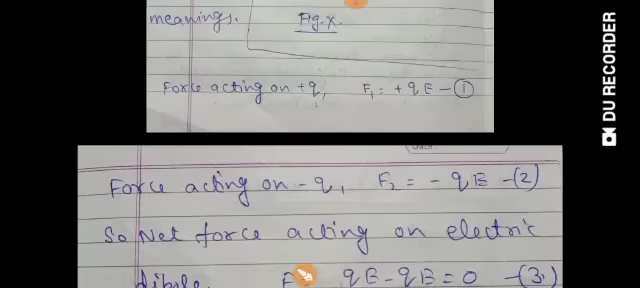 meanings.
Fig.x.
Force acting on +q, F₁ = +qE -①
Force acting on -q, F₂ = -qE -(2)
So Net force acting on electric
dibile F qE-qE=0 -(3)
DU RECORDER